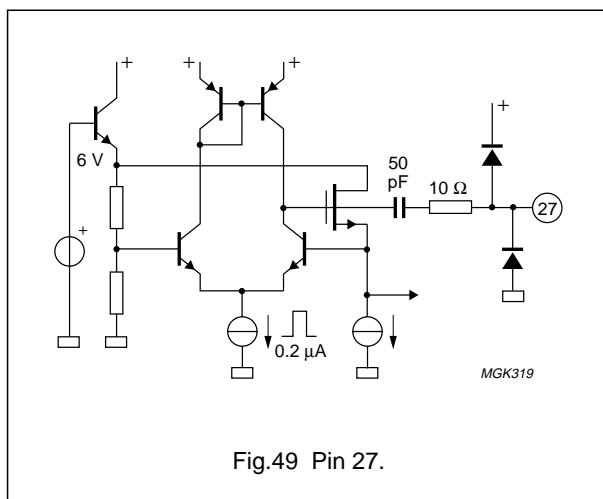 + + +
+
6 V
50
pF
10 Ω
27
+
0.2 μA
MGK319
Fig.49 Pin 27.